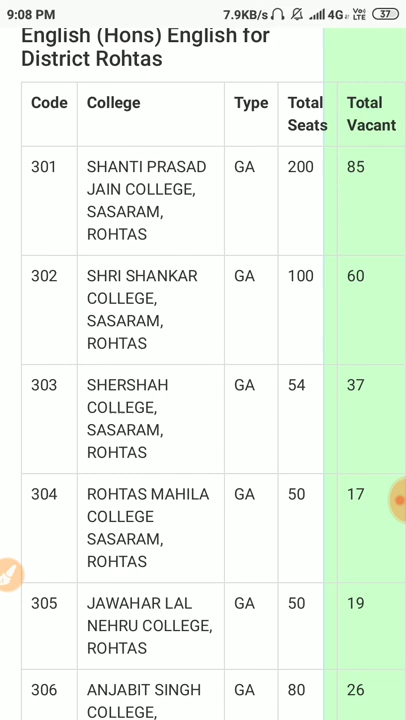 9:08 PM 7.9KB/s 4G Vo LTE 37
English (Hons) English for
District Rohtas
Code College Type Total Total
Seats Vacant
301 SHANTI PRASAD GA 200 85
JAIN COLLEGE,
SASARAM,
ROHTAS
302 SHRI SHANKAR GA 100 60
COLLEGE,
SASARAM,
ROHTAS
303 SHERSHAH GA 54 37
COLLEGE,
SASARAM,
ROHTAS
304 ROHTAS MAHILA GA 50 17
COLLEGE
SASARAM,
ROHTAS
305 JAWAHAR LAL GA 50 19
NEHRU COLLEGE,
ROHTAS
306 ANJABIT SINGH GA 80 26
COLLEGE,